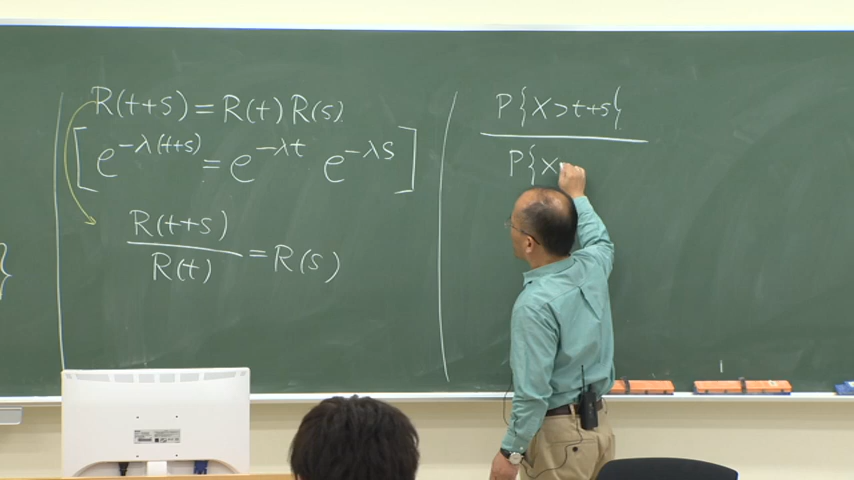 R(t+s) = R(t) R(s)
[e^{-λ(t+s)} = e^{-λt} e^{-λs}]
R(t+s) / R(t) = R(s)
P{X>t+s}
P{X
}